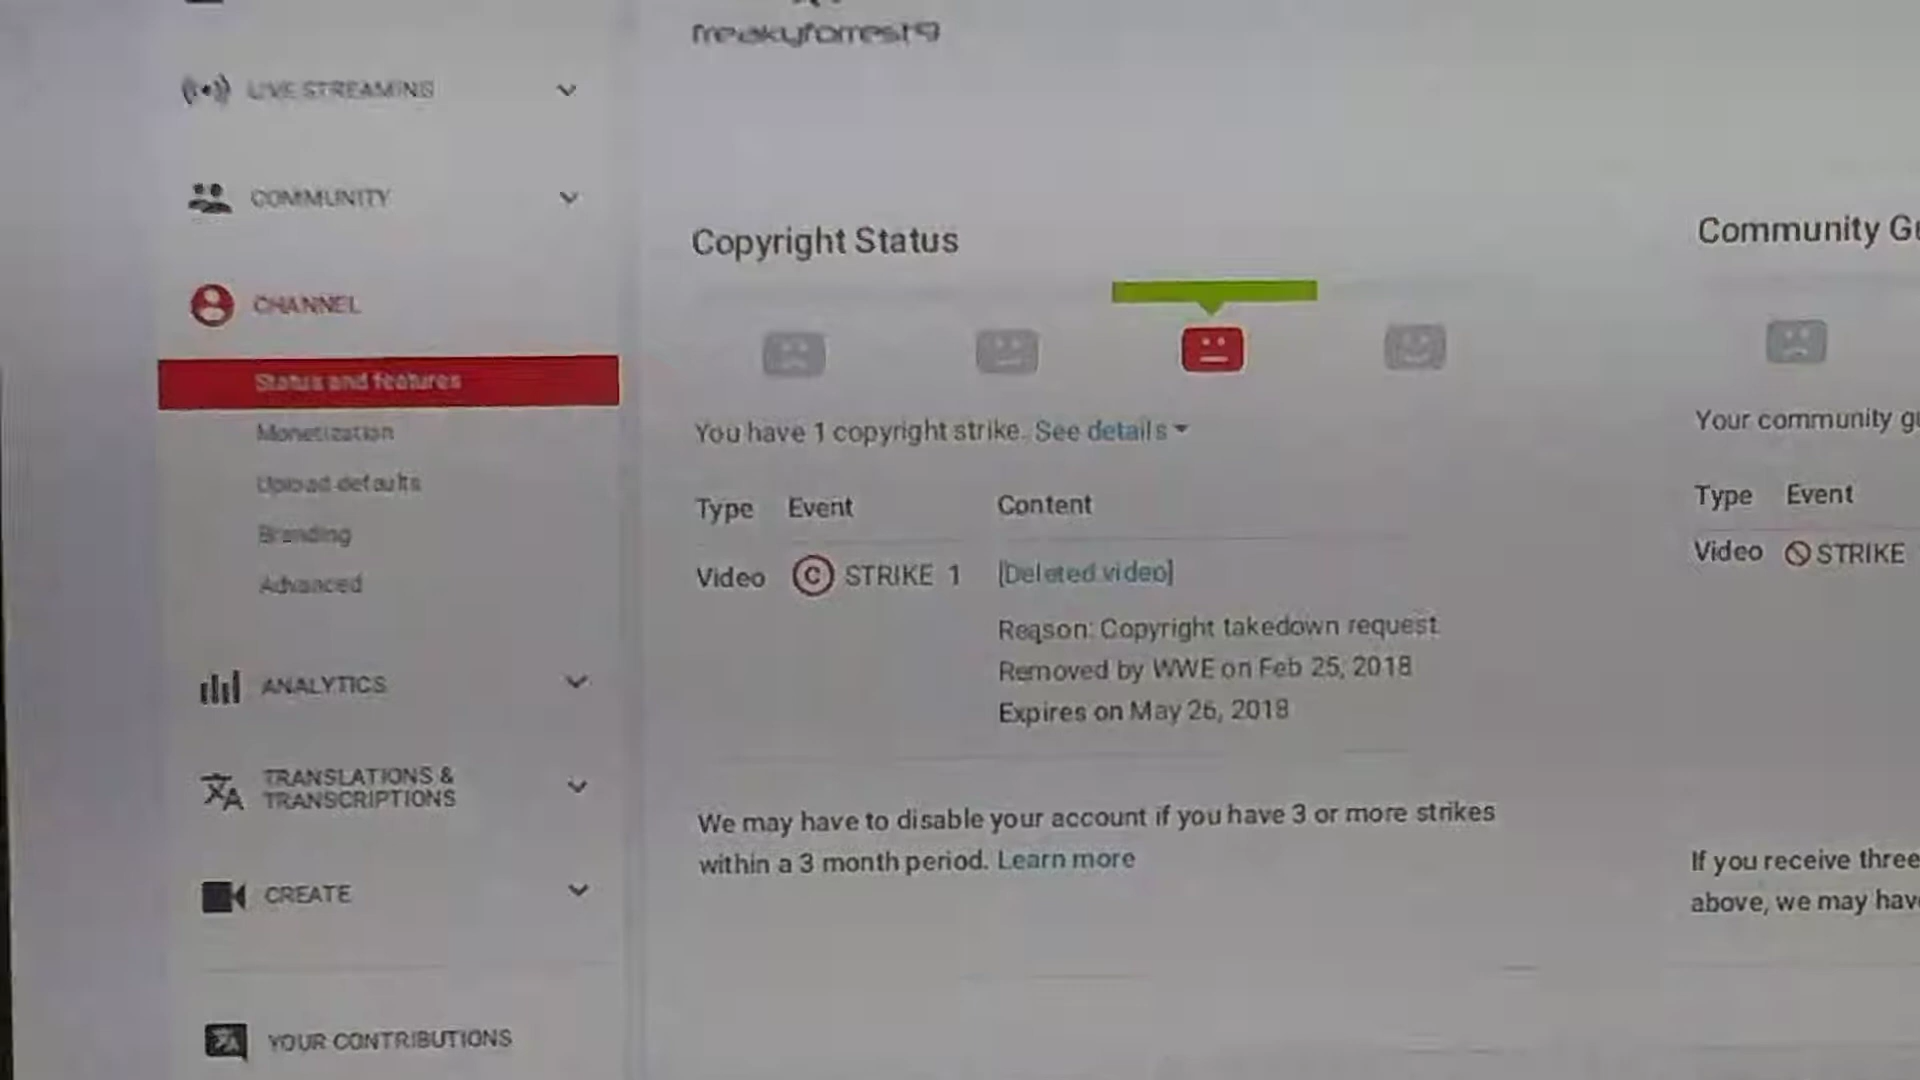 freakyforrest9
LIVE STREAMING
COMMUNITY
CHANNEL
Status and features
Monetization
Upload defaults
Branding
Advanced
ANALYTICS
TRANSLATIONS &
TRANSCRIPTIONS
CREATE
YOUR CONTRIBUTIONS
Copyright Status
You have 1 copyright strike. See details
Type Event Content
Video © STRIKE 1 [Deleted video]
Reason: Copyright takedown request
Removed by WWE on Feb 25, 2018
Expires on May 26, 2018
We may have to disable your account if you have 3 or more strikes
within a 3 month period. Learn more
Community
Your community
Type Event
Video STRIKE
If you receive three
above, we may